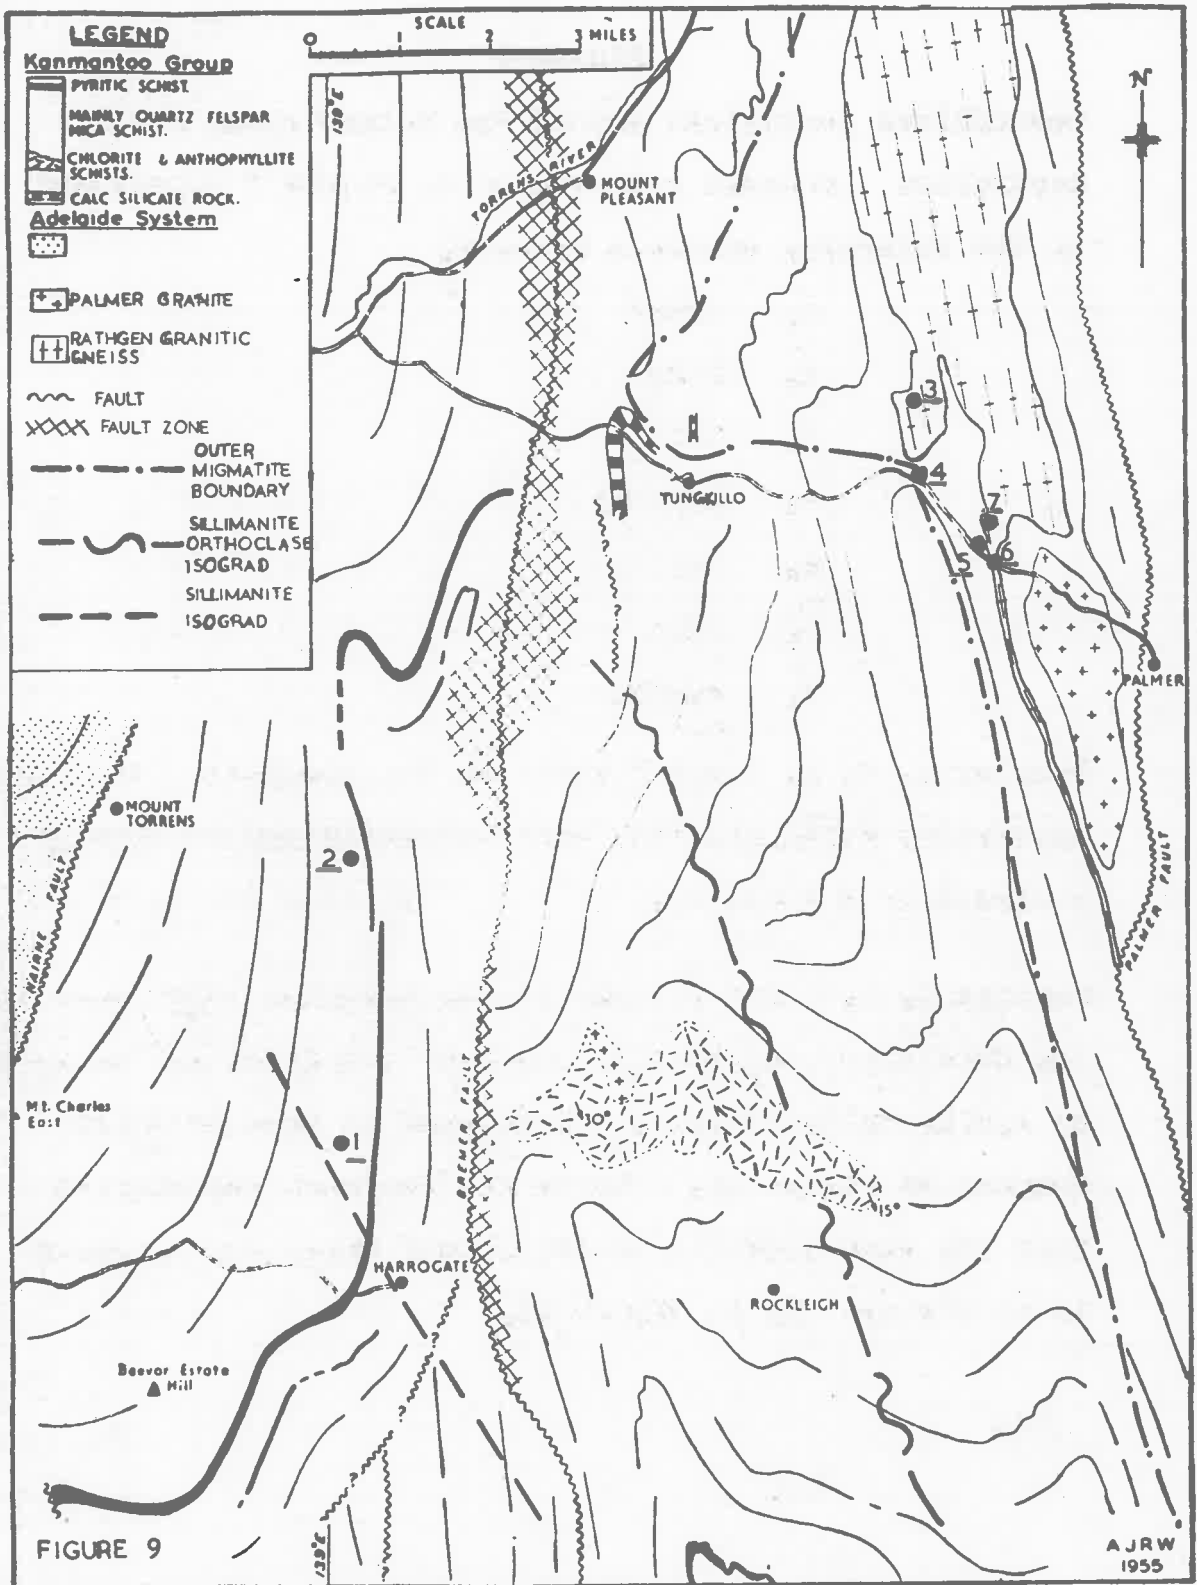 LEGEND
Kanmantoo Group
PYRITIC SCHIST.
MAINLY QUARTZ FELSPAR
MICA SCHIST.
CHLORITE & ANTHOPHYLLITE
SCHISTS.
CALC SILICATE ROCK.
Adelaide System
PALMER GRANITE
RATHGEN GRANITIC
GNEISS
FAULT
FAULT ZONE
OUTER
MIGMATITE
BOUNDARY
SILLIMANITE
ORTHOCLASE
ISOGRAD
SILLIMANITE
ISOGRAD
SCALE
0 1 2 3 MILES
139°E
N
TORRENS RIVER
MOUNT
PLEASANT
3
4
TUNGKILLO
7
5
6
?
PALMER
MOUNT
TORRENS
2
NAIRNE FAULT
PALMER FAULT
Mt. Charles
East
BREMER FAULT
10°
1
15°
HARROGATE
ROCKLEIGH
?
Beevor Estate
Hill
?
?
139°E
FIGURE 9
AJRW
1955